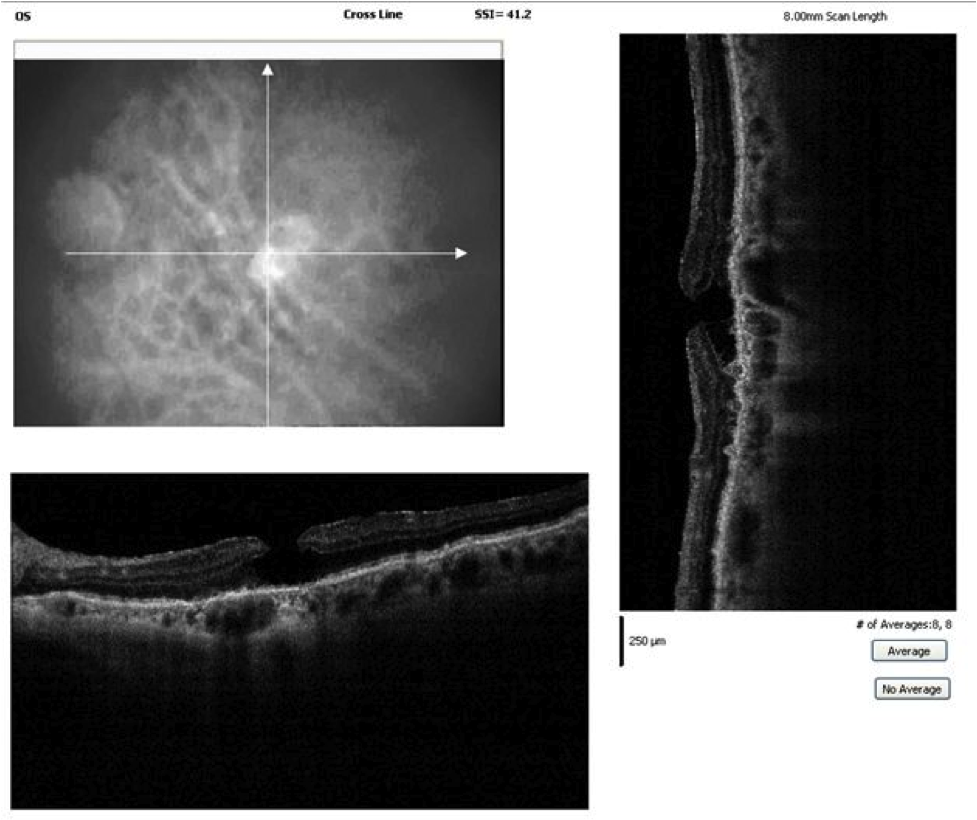 OS Cross Line SSI= 41.2 8.00mm Scan Length
250 µm
# of Averages:8, 8
Average
No Average